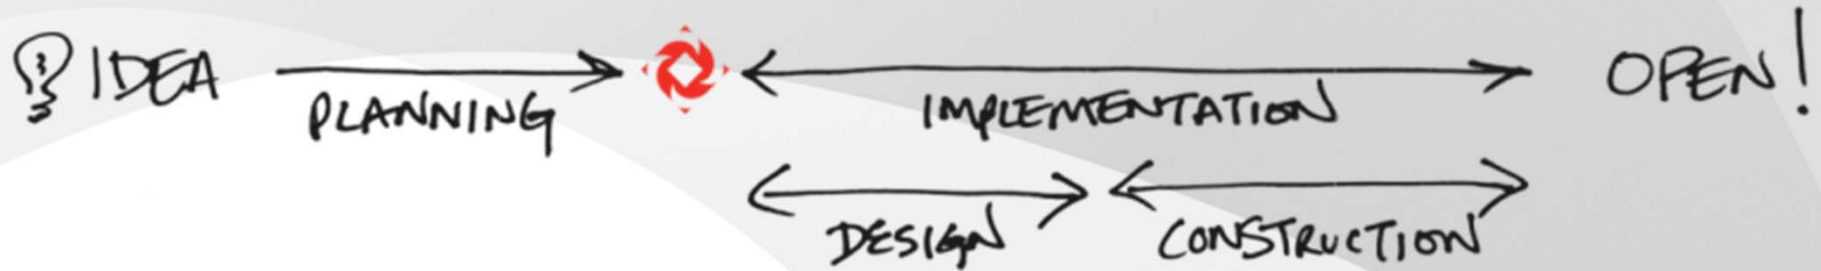 IDEA
PLANNING
IMPLEMENTATION
OPEN!
DESIGN
CONSTRUCTION